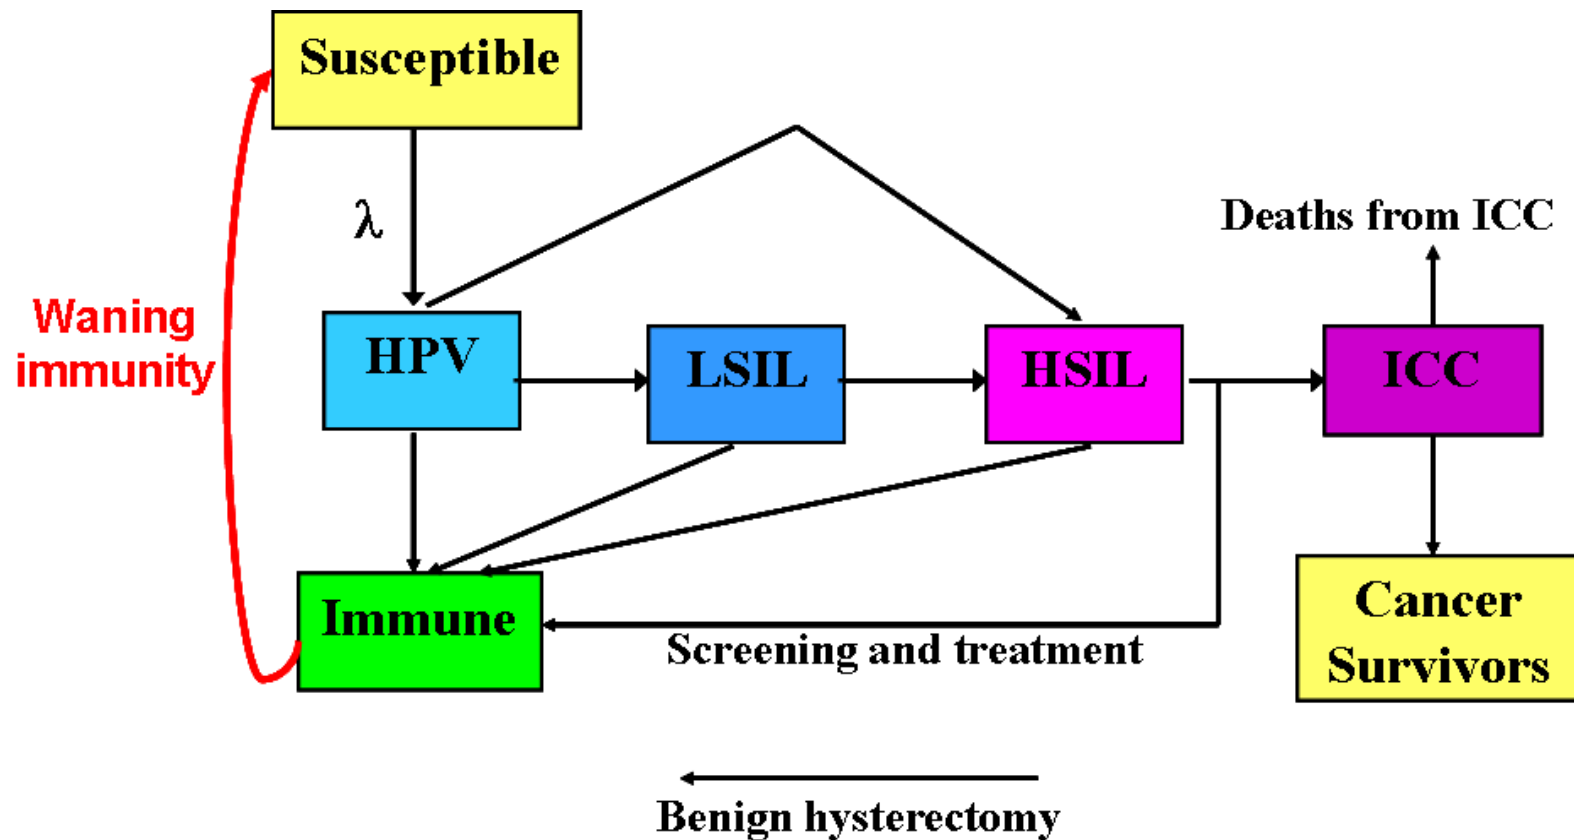 Susceptible
λ
Deaths from ICC
Waning
immunity
HPV
LSIL
HSIL
ICC
Immune
Screening and treatment
Cancer
Survivors
Benign hysterectomy